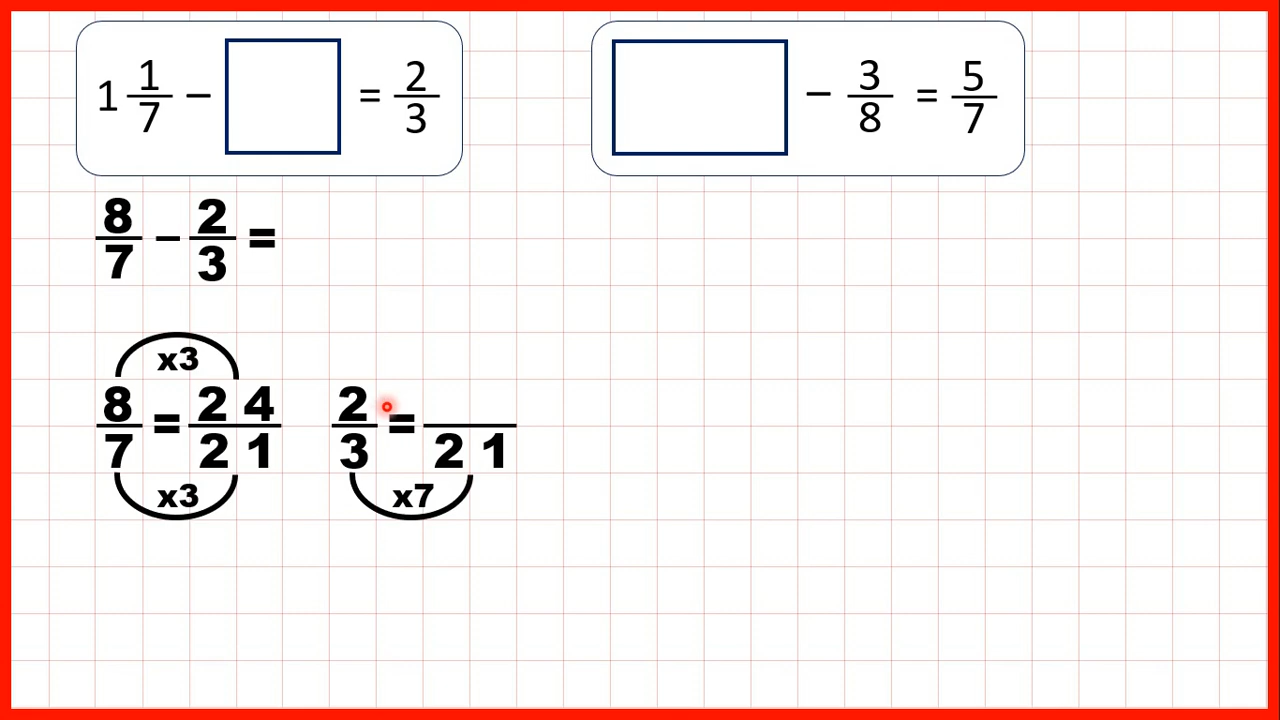 1 1/7 − = 2/3
− 3/8 = 5/7
8/7 − 2/3 =
x3
8/7 = 24/21 2/3 = /21
x3 x7